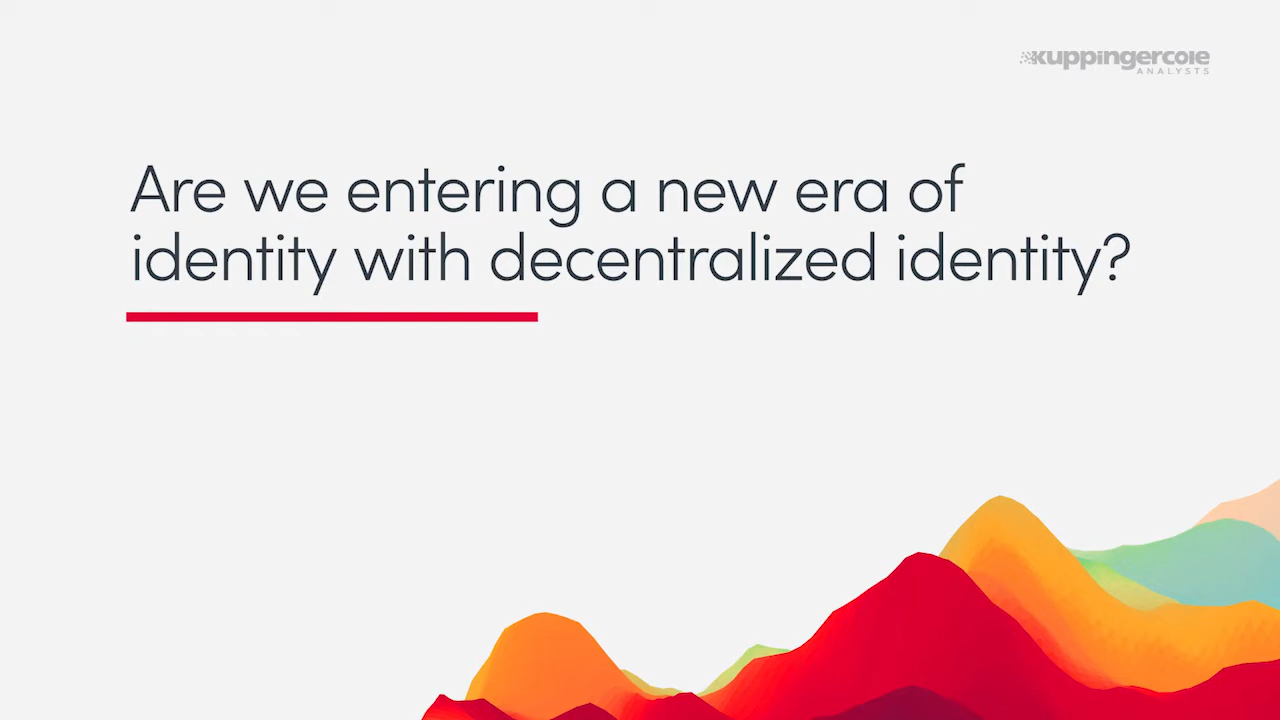 kuppingercole
ANALYSTS
Are we entering a new era of
identity with decentralized identity?